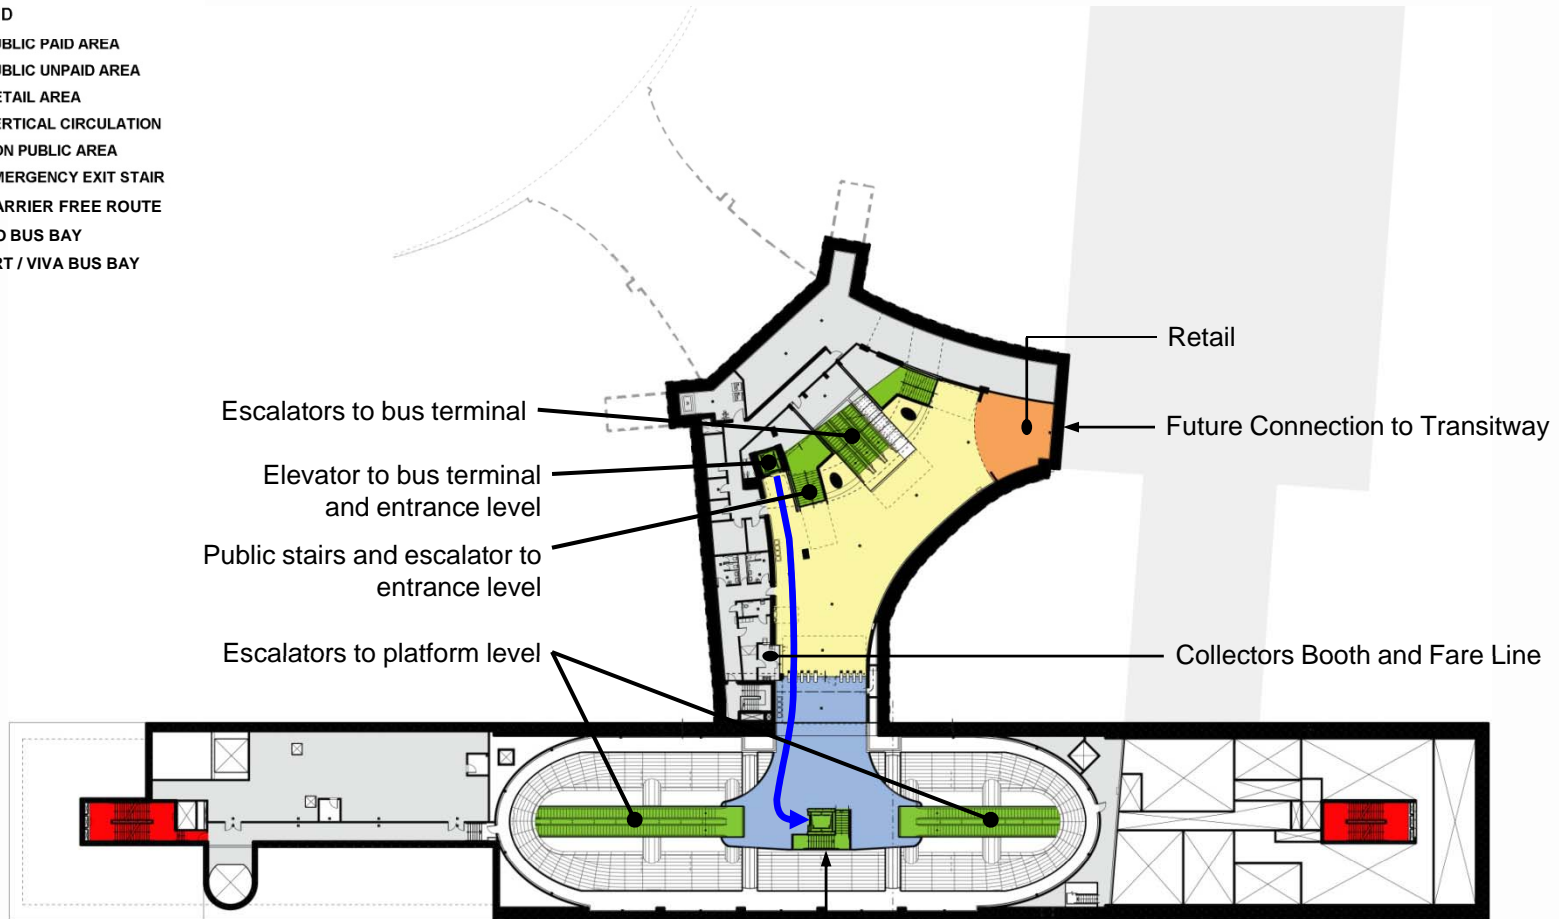 D
UBLIC PAID AREA
UBLIC UNPAID AREA
ETAIL AREA
ERTICAL CIRCULATION
ON PUBLIC AREA
MERGENCY EXIT STAIR
ARRIER FREE ROUTE
O BUS BAY
RT / VIVA BUS BAY
Retail
Escalators to bus terminal
Future Connection to Transitway
Elevator to bus terminal
and entrance level
Public stairs and escalator to
entrance level
Escalators to platform level
Collectors Booth and Fare Line